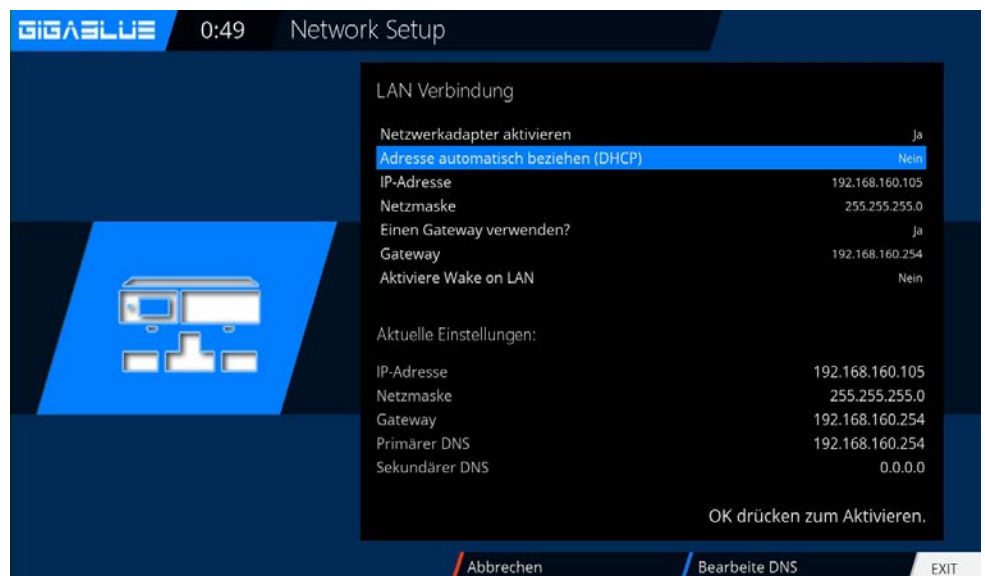 GIGABLUE 0:49 Network Setup
LAN Verbindung
Netzwerkadapter aktivieren Ja
Adresse automatisch beziehen (DHCP) Nein
IP-Adresse 192.168.160.105
Netzmaske 255.255.255.0
Einen Gateway verwenden? Ja
Gateway 192.168.160.254
Aktiviere Wake on LAN Nein
Aktuelle Einstellungen:
IP-Adresse 192.168.160.105
Netzmaske 255.255.255.0
Gateway 192.168.160.254
Primärer DNS 192.168.160.254
Sekundärer DNS 0.0.0.0
OK drücken zum Aktivieren.
Abbrechen Bearbeite DNS EXIT